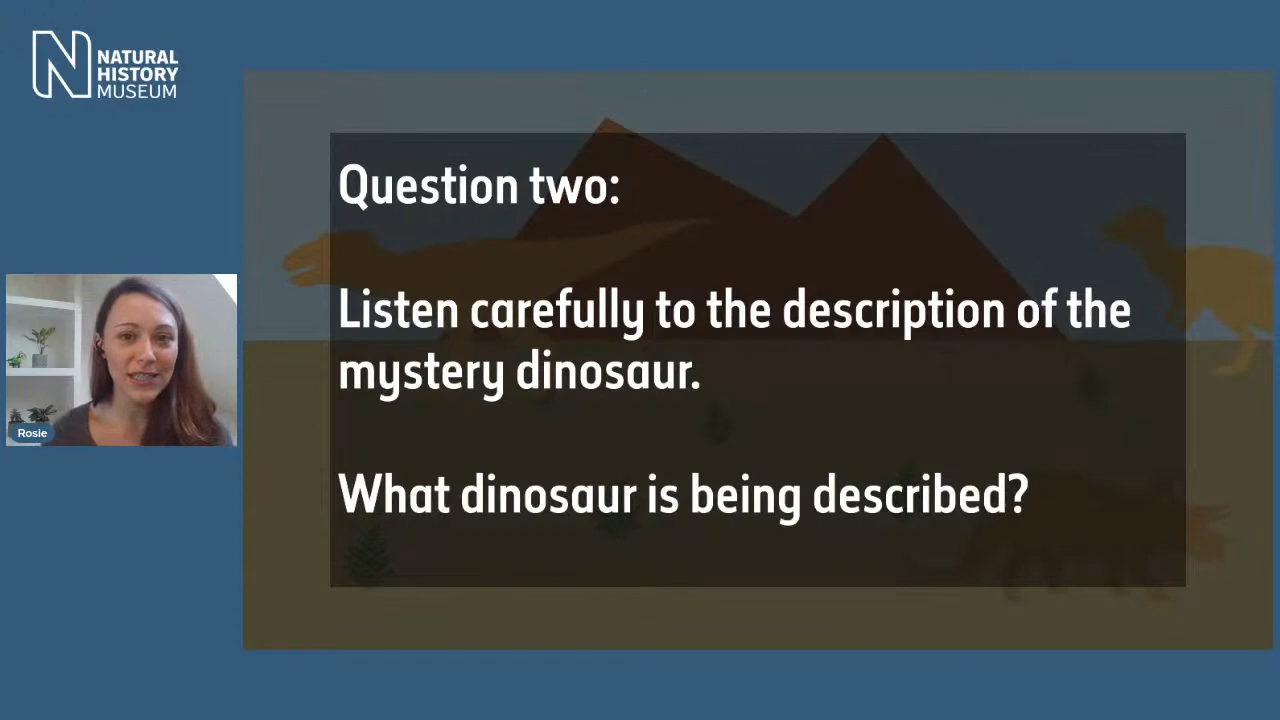 NATURAL
HISTORY
MUSEUM
Question two:
Listen carefully to the description of the
mystery dinosaur.
What dinosaur is being described?
Rosie